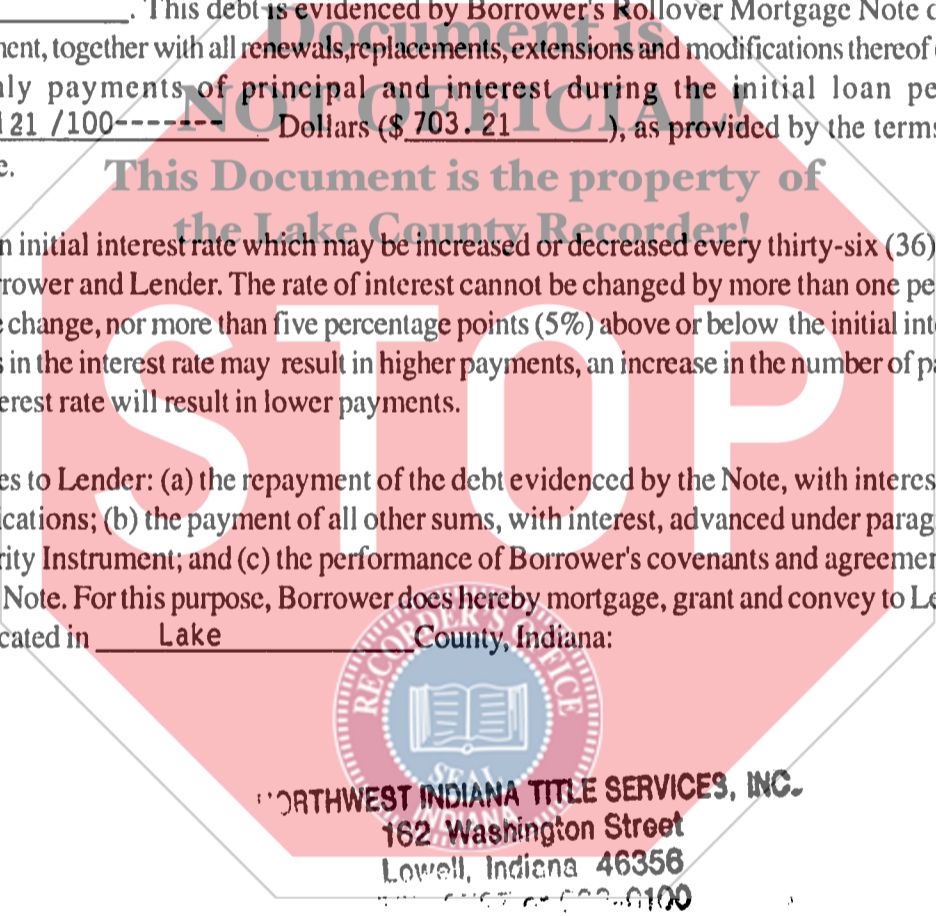 . This debt is evidenced by Borrower's Rollover Mortgage Note
Document is
ment, together with all renewals, replacements, extensions and modifications thereof
NOT OFFICIAL!
payments of principal and interest during the initial loan
21 /100------- Dollars ($ 703.21 ), as provided by the terms
This Document is the property of
the Lake County Recorder!
initial interest rate which may be increased or decreased every thirty-six (36)
rower and Lender. The rate of interest cannot be changed by more than one pe
change, nor more than five percentage points (5%) above or below the initial int
in the interest rate may result in higher payments, an increase in the number of
erest rate will result in lower payments.
STOP
es to Lender: (a) the repayment of the debt evidenced by the Note, with interes
cations; (b) the payment of all other sums, with interest, advanced under parag
rity Instrument; and (c) the performance of Borrower's covenants and agreemen
Note. For this purpose, Borrower does hereby mortgage, grant and convey to Le
cated in Lake County, Indiana:
RECORDER'S OFFICE
SEAL
INDIANA
ORTHWEST INDIANA TITLE SERVICES, INC.
162 Washington Street
Lowell, Indiana 46356
0100